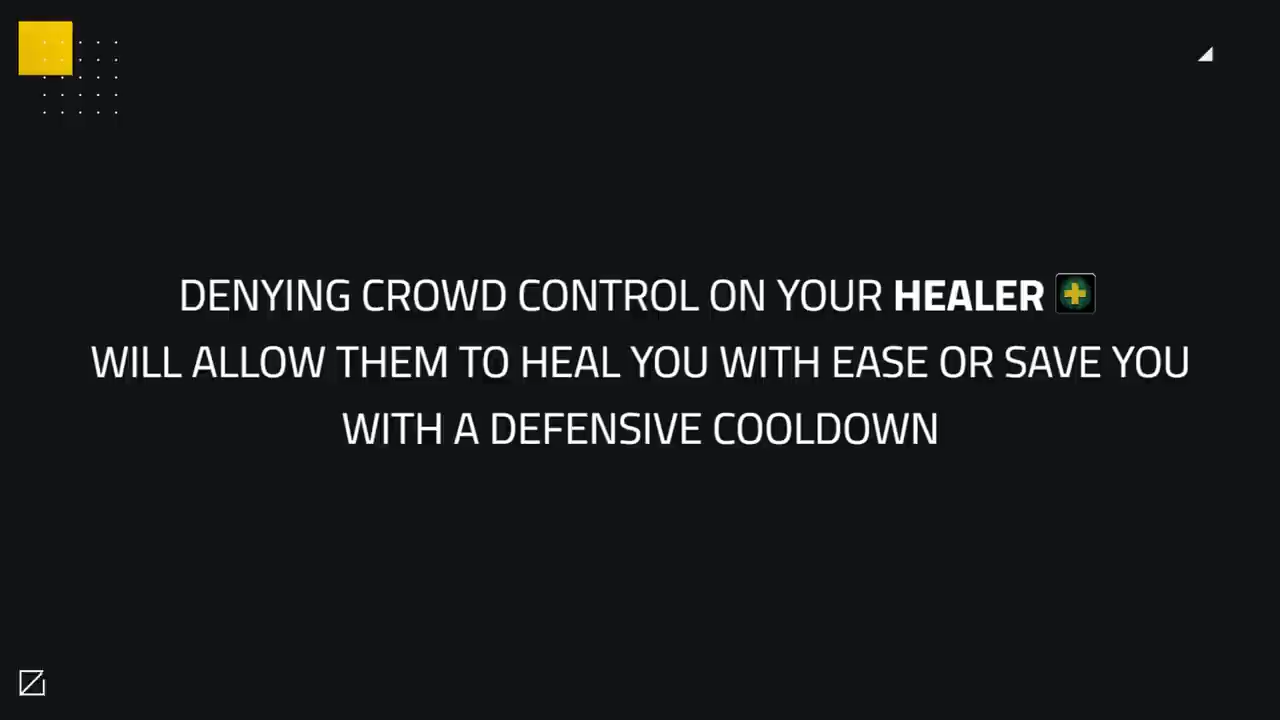 DENYING CROWD CONTROL ON YOUR HEALER
WILL ALLOW THEM TO HEAL YOU WITH EASE OR SAVE YOU
WITH A DEFENSIVE COOLDOWN